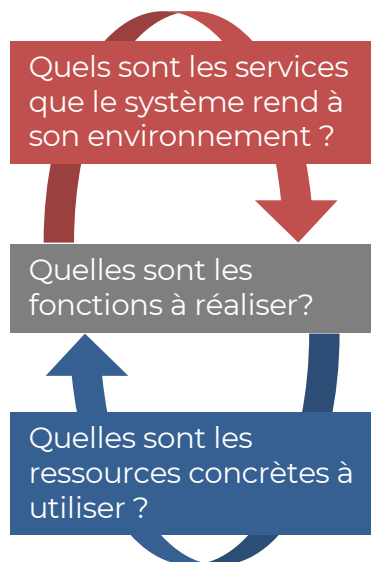 Quels sont les services
que le système rend à
son environnement ?
Quelles sont les
fonctions à réaliser?
Quelles sont les
ressources concrètes à
utiliser ?